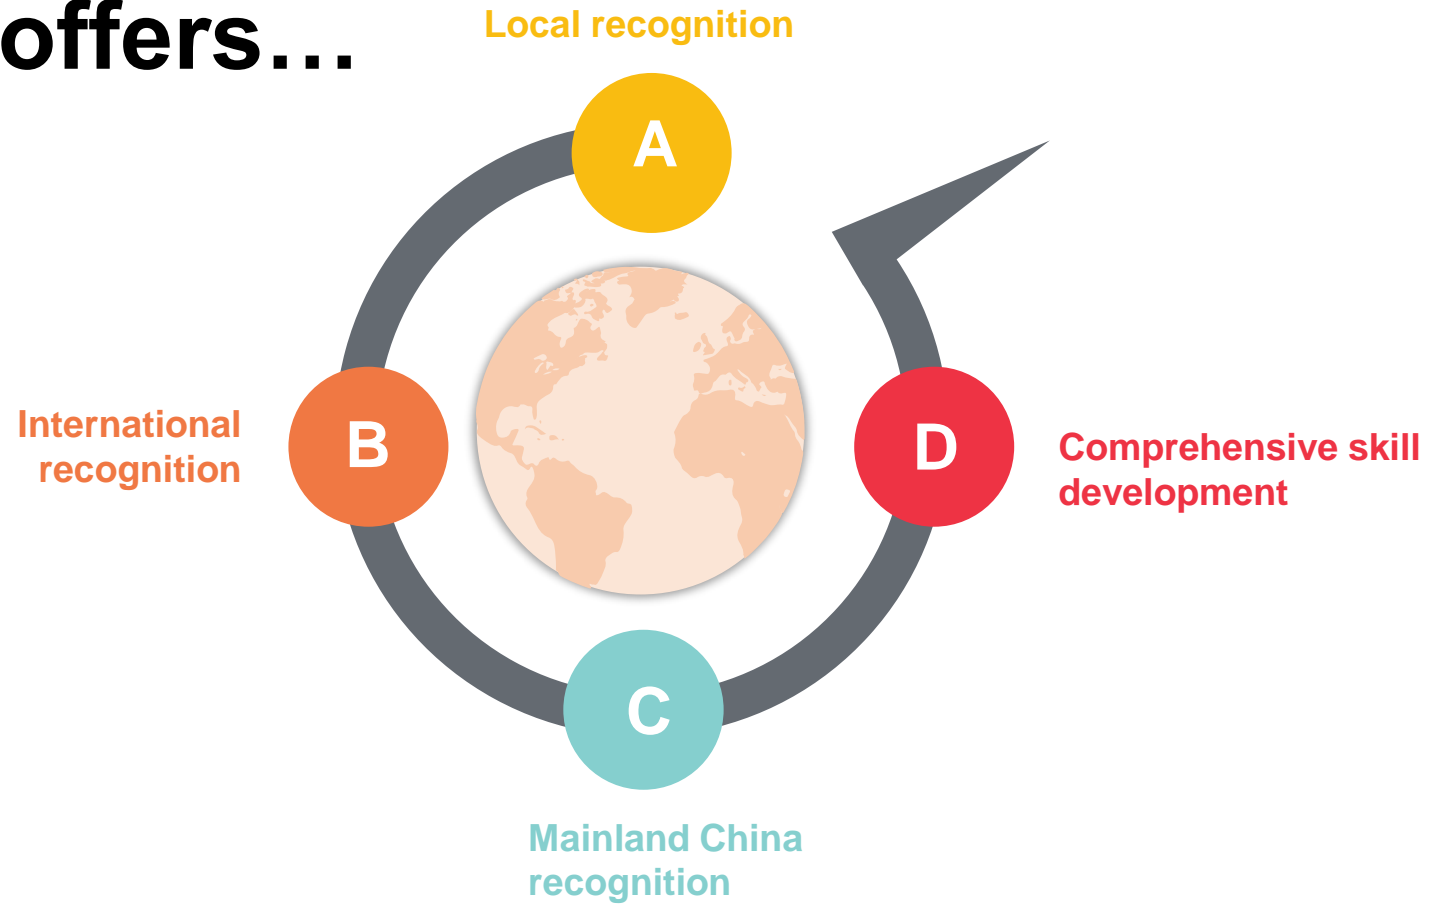 offers…
Local recognition
A
International
recognition
B
D
Comprehensive skill
development
C
Mainland China
recognition